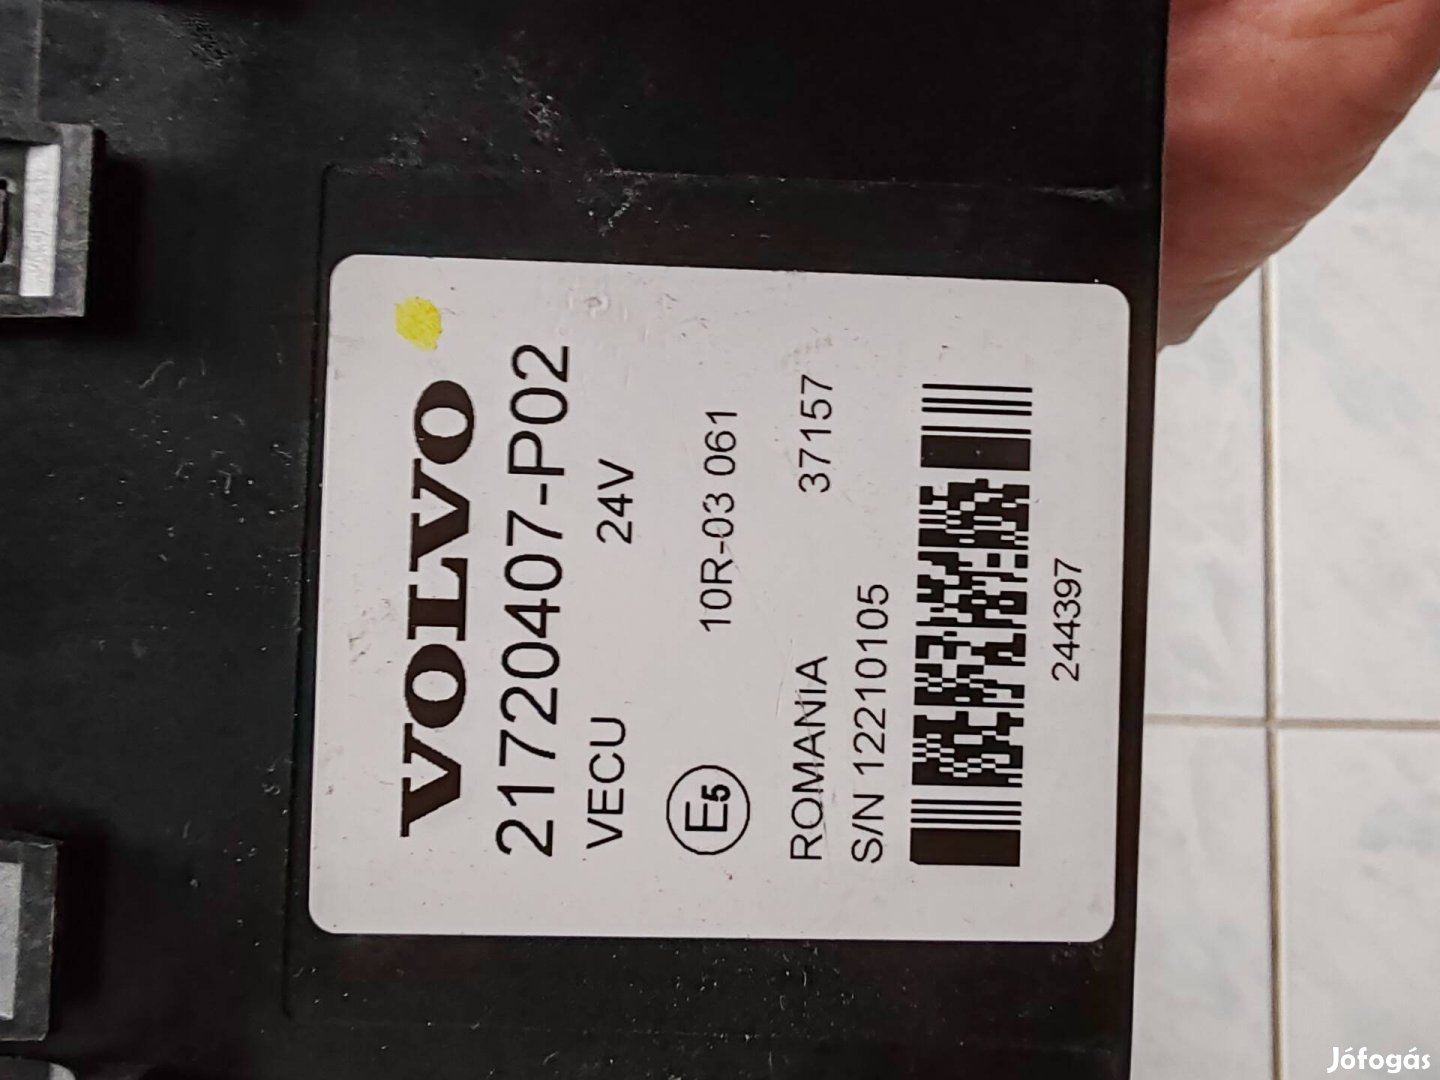 VOLVO
21720407-P02
VECU 24V
E5 10R-03 061
ROMANIA 37157
S/N 12210105
244397
Jófogás